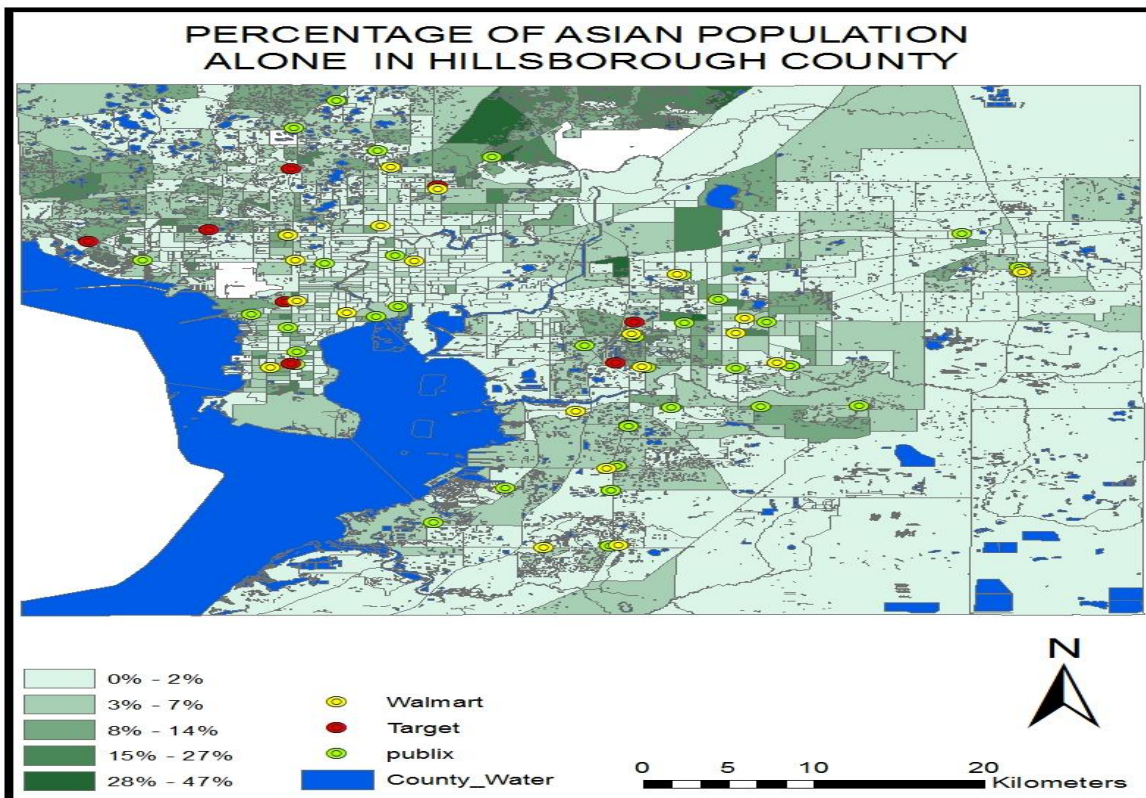 PERCENTAGE OF ASIAN POPULATION
ALONE IN HILLSBOROUGH COUNTY
0% - 2%
3% - 7%
8% - 14%
15% - 27%
28% - 47%
Walmart
Target
publix
County_Water
N
0 5 10 20
Kilometers